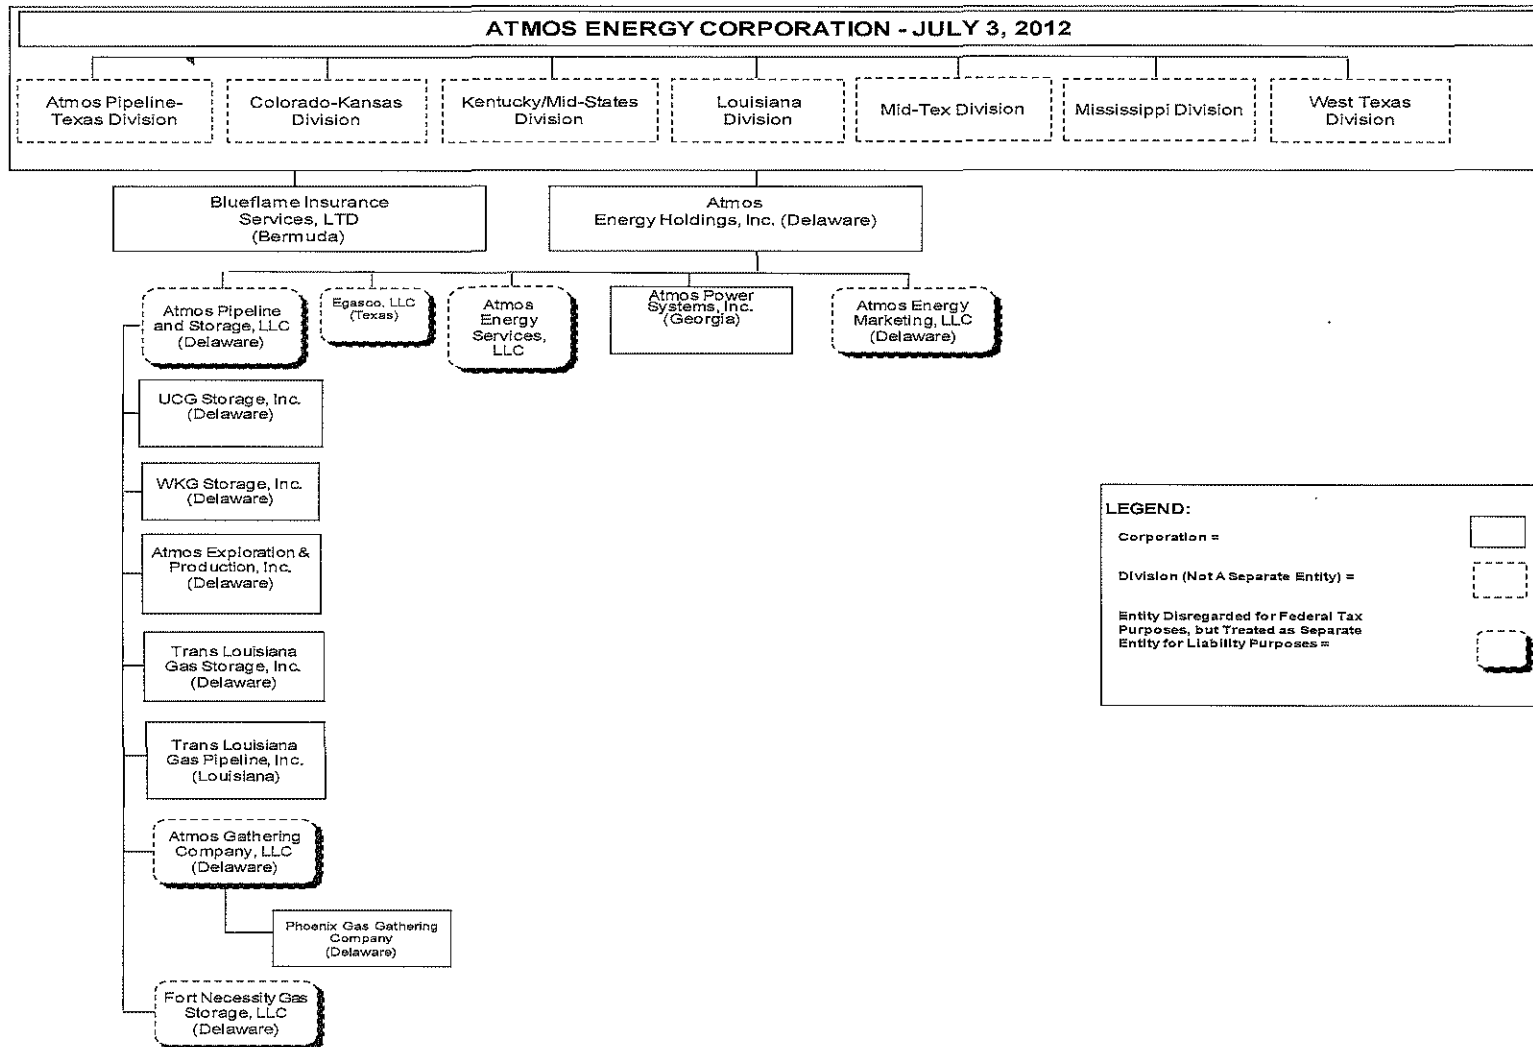 ATMOS ENERGY CORPORATION - JULY 3, 2012
Atmos Pipeline-
Texas Division
Colorado-Kansas
Division
Kentucky/Mid-States
Division
Louisiana
Division
Mid-Tex Division
Mississippi Division
West Texas
Division
Blueflame Insurance
Services, LTD
(Bermuda)
Atmos
Energy Holdings, Inc. (Delaware)
Atmos Pipeline
and Storage, LLC
(Delaware)
Egasco, LLC
(Texas)
Atmos
Energy
Services,
LLC
Atmos Power
Systems, Inc.
(Georgia)
Atmos Energy
Marketing, LLC
(Delaware)
UCG Storage, Inc.
(Delaware)
WKG Storage, Inc.
(Delaware)
Atmos Exploration &
Production, Inc.
(Delaware)
Trans Louisiana
Gas Storage, Inc.
(Delaware)
Trans Louisiana
Gas Pipeline, Inc.
(Louisiana)
Atmos Gathering
Company, LLC
(Delaware)
Phoenix Gas Gathering
Company
(Delaware)
Fort Necessity Gas
Storage, LLC
(Delaware)
LEGEND:
Corporation =
Division (Not A Separate Entity) =
Entity Disregarded for Federal Tax
Purposes, but Treated as Separate
Entity for Liability Purposes =